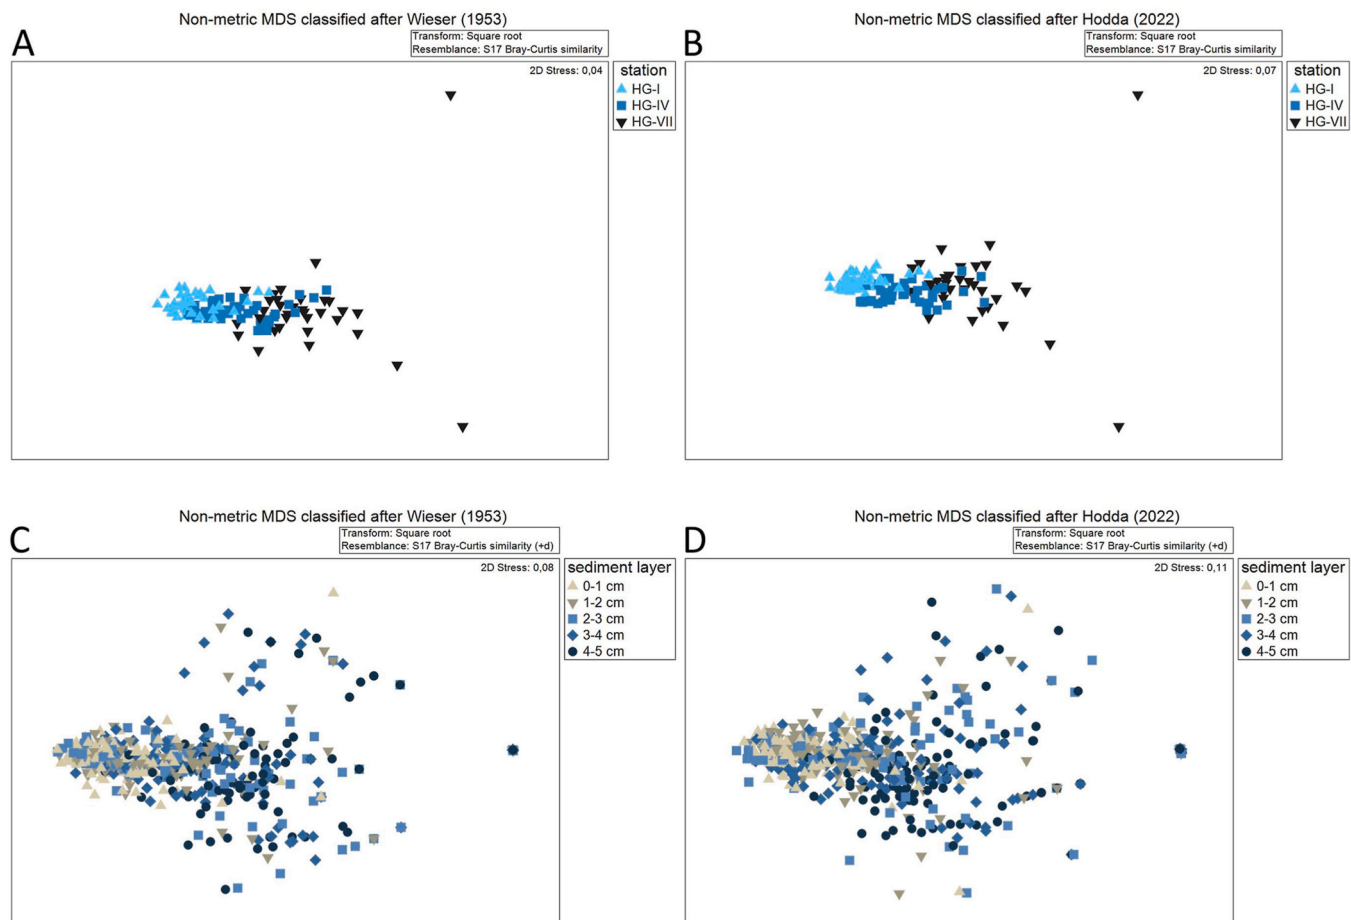 A
Non-metric MDS classified after Wieser (1953)
Transform: Square root
Resemblance: S17 Bray-Curtis similarity
2D Stress: 0,04
station
HG-I
HG-IV
HG-VII
B
Non-metric MDS classified after Hodda (2022)
Transform: Square root
Resemblance: S17 Bray-Curtis similarity
2D Stress: 0,07
station
HG-I
HG-IV
HG-VII
C
Non-metric MDS classified after Wieser (1953)
Transform: Square root
Resemblance: S17 Bray-Curtis similarity (+d)
2D Stress: 0,08
sediment layer
0-1 cm
1-2 cm
2-3 cm
3-4 cm
4-5 cm
D
Non-metric MDS classified after Hodda (2022)
Transform: Square root
Resemblance: S17 Bray-Curtis similarity (+d)
2D Stress: 0,11
sediment layer
0-1 cm
1-2 cm
2-3 cm
3-4 cm
4-5 cm